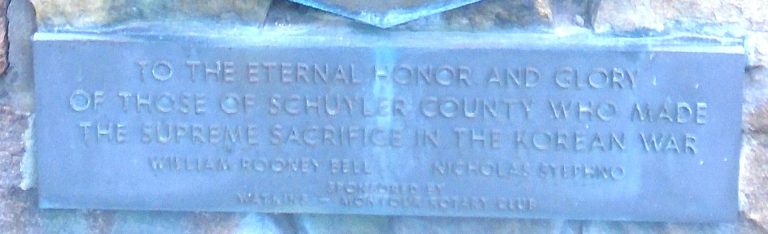 TO THE ETERNAL HONOR AND GLORY
OF THOSE OF SCHUYLER COUNTY WHO MADE
THE SUPREME SACRIFICE IN THE KOREAN WAR
WILLIAM ROONEY BELL NICHOLAS
SPONSORED BY
WATKINS - MONTOUR ROTARY CLUB